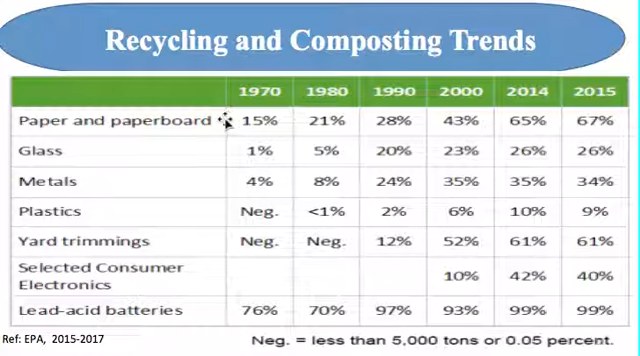 Recycling and Composting Trends
1970 1980 1990 2000 2014 2015
Paper and paperboard 15% 21% 28% 43% 65% 67%
Glass 1% 5% 20% 23% 26% 26%
Metals 4% 8% 24% 35% 35% 34%
Plastics Neg. <1% 2% 6% 10% 9%
Yard trimmings Neg. Neg. 12% 52% 61% 61%
Selected Consumer
Electronics 10% 42% 40%
Lead-acid batteries 76% 70% 97% 93% 99% 99%
Ref: EPA, 2015-2017
Neg. = less than 5,000 tons or 0.05 percent.